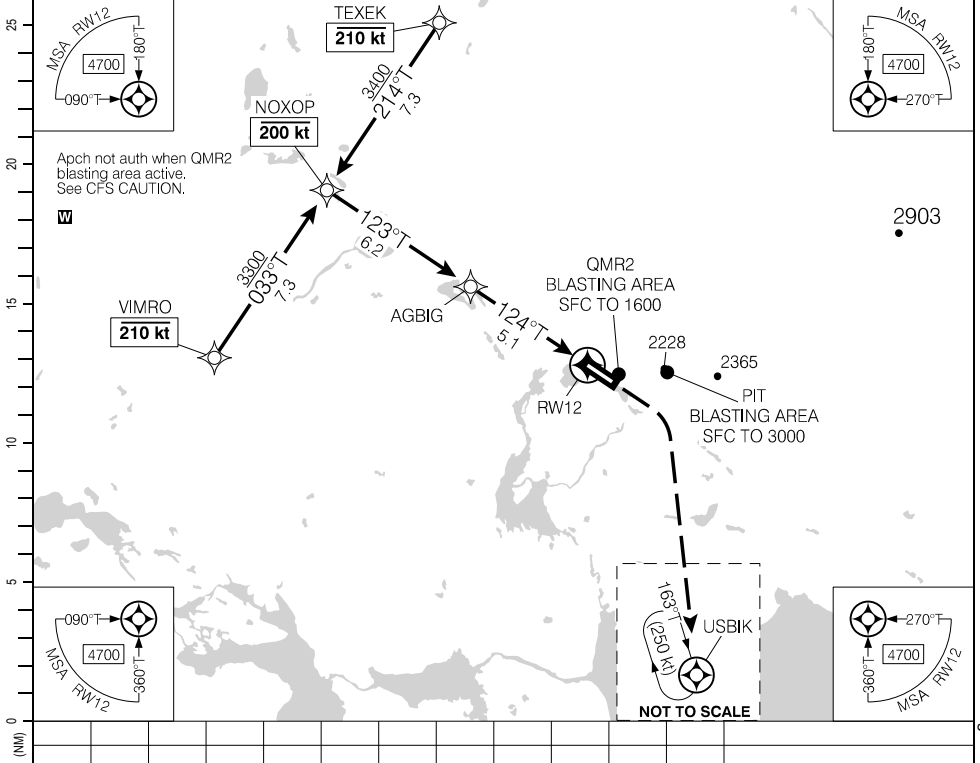 25
MSA RW12
180°T
4700
090°T
TEXEK
210 kt
MSA RW12
180°T
4700
270°T
3400
214°T
7.3
NOXOP
200 kt
20
Apch not auth when QMR2
blasting area active.
See CFS CAUTION.
W
123°T
6.2
2903
3300
033°T
7.3
QMR2
BLASTING AREA
SFC TO 1600
15
VIMRO
210 kt
AGBIG
124°T
5.1
2228
2365
RW12
PIT
BLASTING AREA
SFC TO 3000
10
5
090°T
4700
360°T
MSA RW12
163°T
(250 kt)
USBIK
NOT TO SCALE
270°T
4700
360°T
MSA RW12
0
(NM)